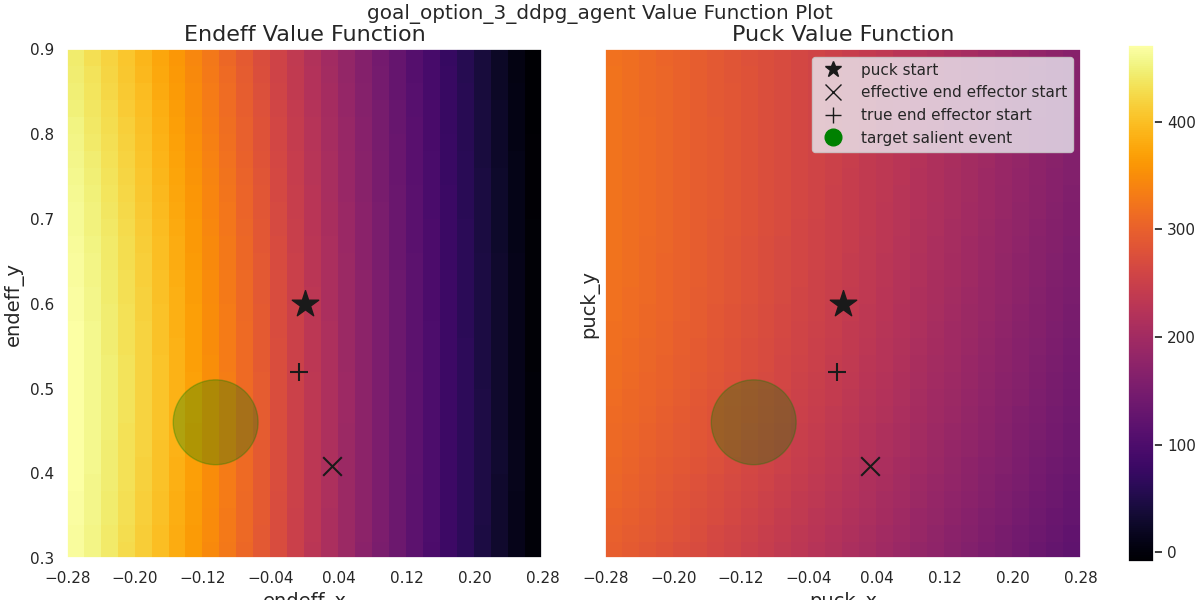 goal_option_3_ddpg_agent Value Function Plot
Endeff Value Function
Puck Value Function
0.9
0.8
0.7
0.6
0.5
0.4
0.3
endeff_y
−0.28 −0.20 −0.12 −0.04 0.04 0.12 0.20 0.28
endeff_x
puck start
effective end effector start
true end effector start
target salient event
puck_y
−0.28 −0.20 −0.12 −0.04 0.04 0.12 0.20 0.28
puck_x
400
300
200
100
0